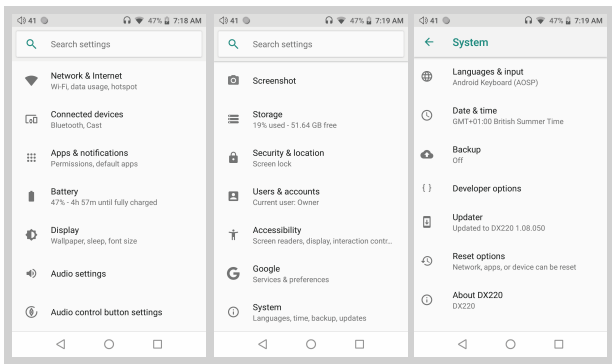 41
47% 7:18 AM
Search settings
Network & Internet
Wi-Fi, data usage, hotspot
Connected devices
Bluetooth, Cast
Apps & notifications
Permissions, default apps
Battery
47% - 4h 57m until fully charged
Display
Wallpaper, sleep, font size
Audio settings
Audio control button settings
41
47% 7:19 AM
Search settings
Screenshot
Storage
19% used - 51.64 GB free
Security & location
Screen lock
Users & accounts
Current user: Owner
Accessibility
Screen readers, display, interaction contr...
Google
Services & preferences
System
Languages, time, backup, updates
41
47% 7:19 AM
System
Languages & input
Android Keyboard (AOSP)
Date & time
GMT+01:00 British Summer Time
Backup
Off
Developer options
Updater
Updated to DX220 1.08.050
Reset options
Network, apps, or device can be reset
About DX220
DX220